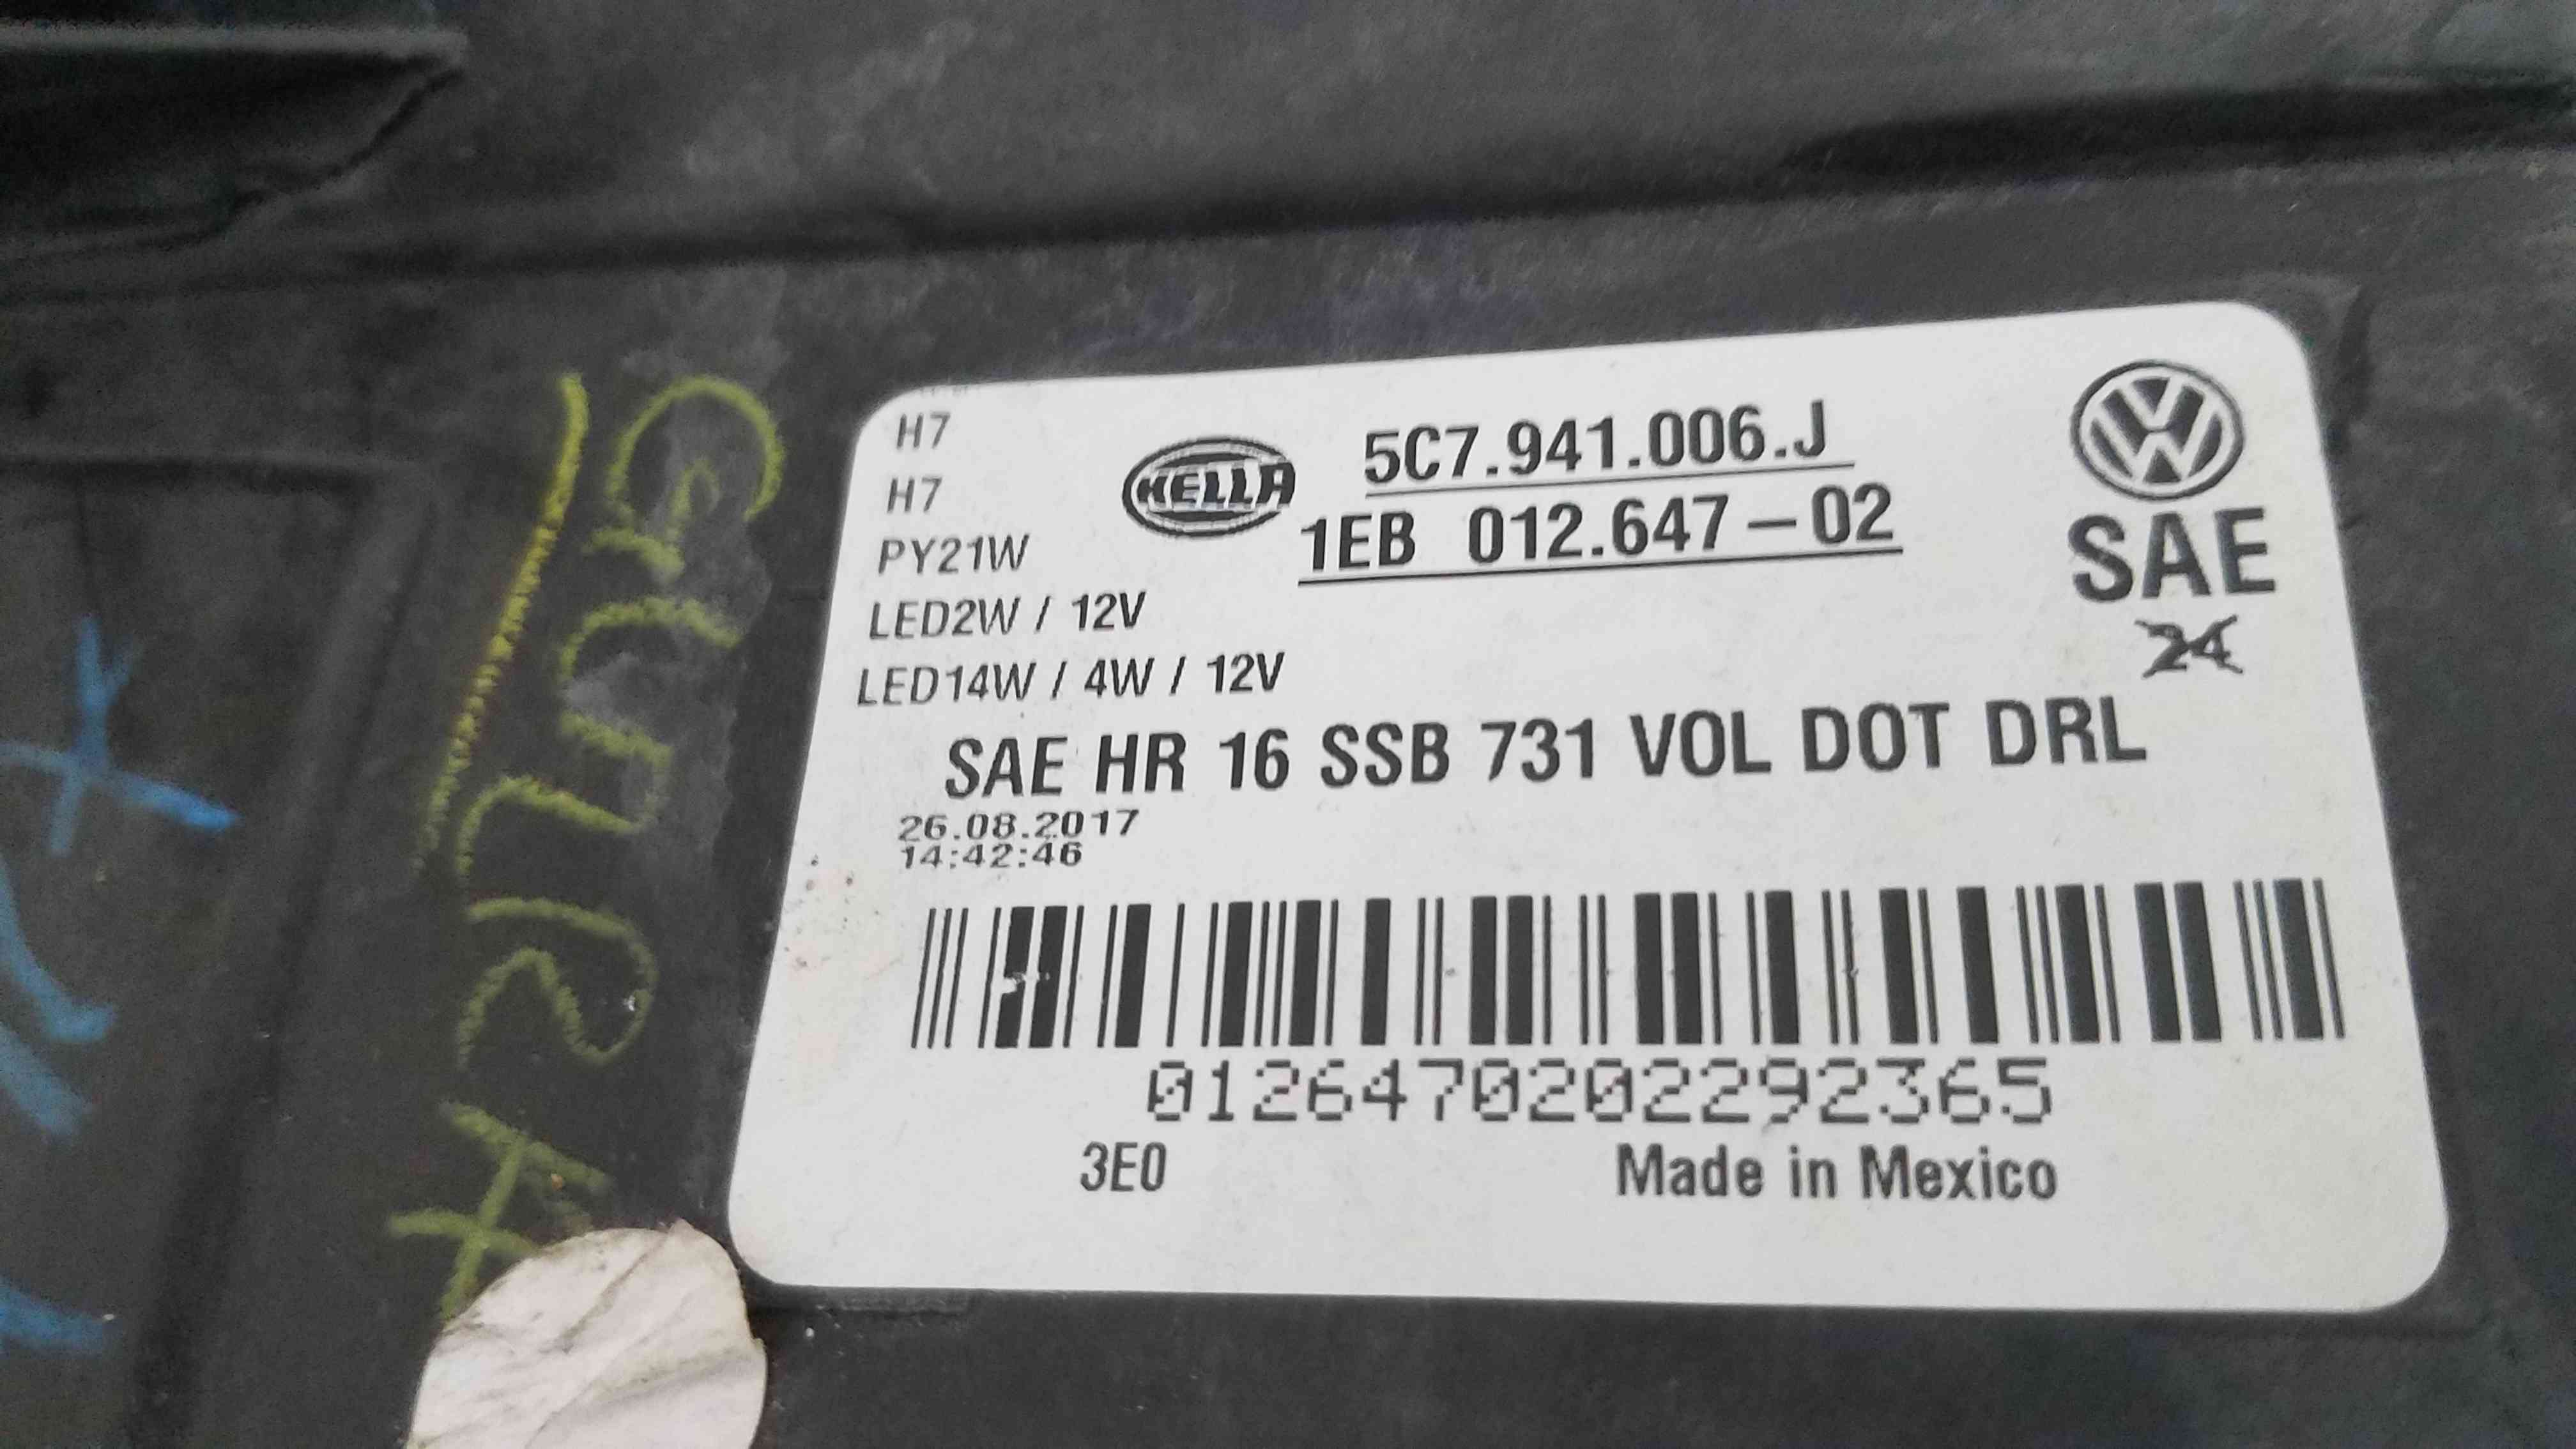 H7
H7
PY21W
LED2W / 12V
LED14W / 4W / 12V
HELLA
5C7.941.006.J
1EB 012.647-02
SAE
24
SAE HR 16 SSB 731 VOL DOT DRL
26.08.2017
14:42:46
0126470202292365
3E0
Made in Mexico